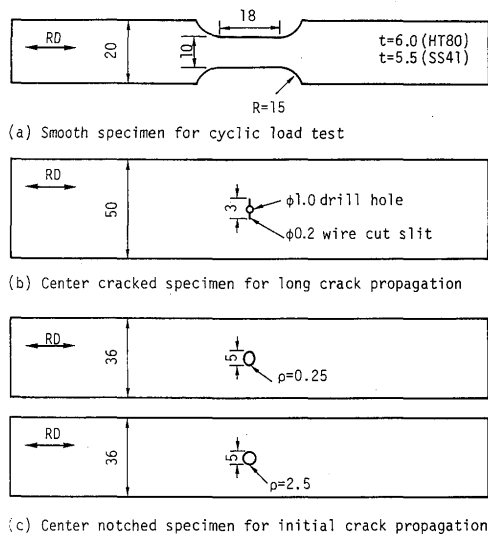 18
RD
20
10
t=6.0 (HT80)
t=5.5 (SS41)
R=15
(a) Smooth specimen for cyclic load test
RD
50
3
φ1.0 drill hole
φ0.2 wire cut slit
(b) Center cracked specimen for long crack propagation
RD
36
5
ρ=0.25
RD
36
5
ρ=2.5
(c) Center notched specimen for initial crack propagation